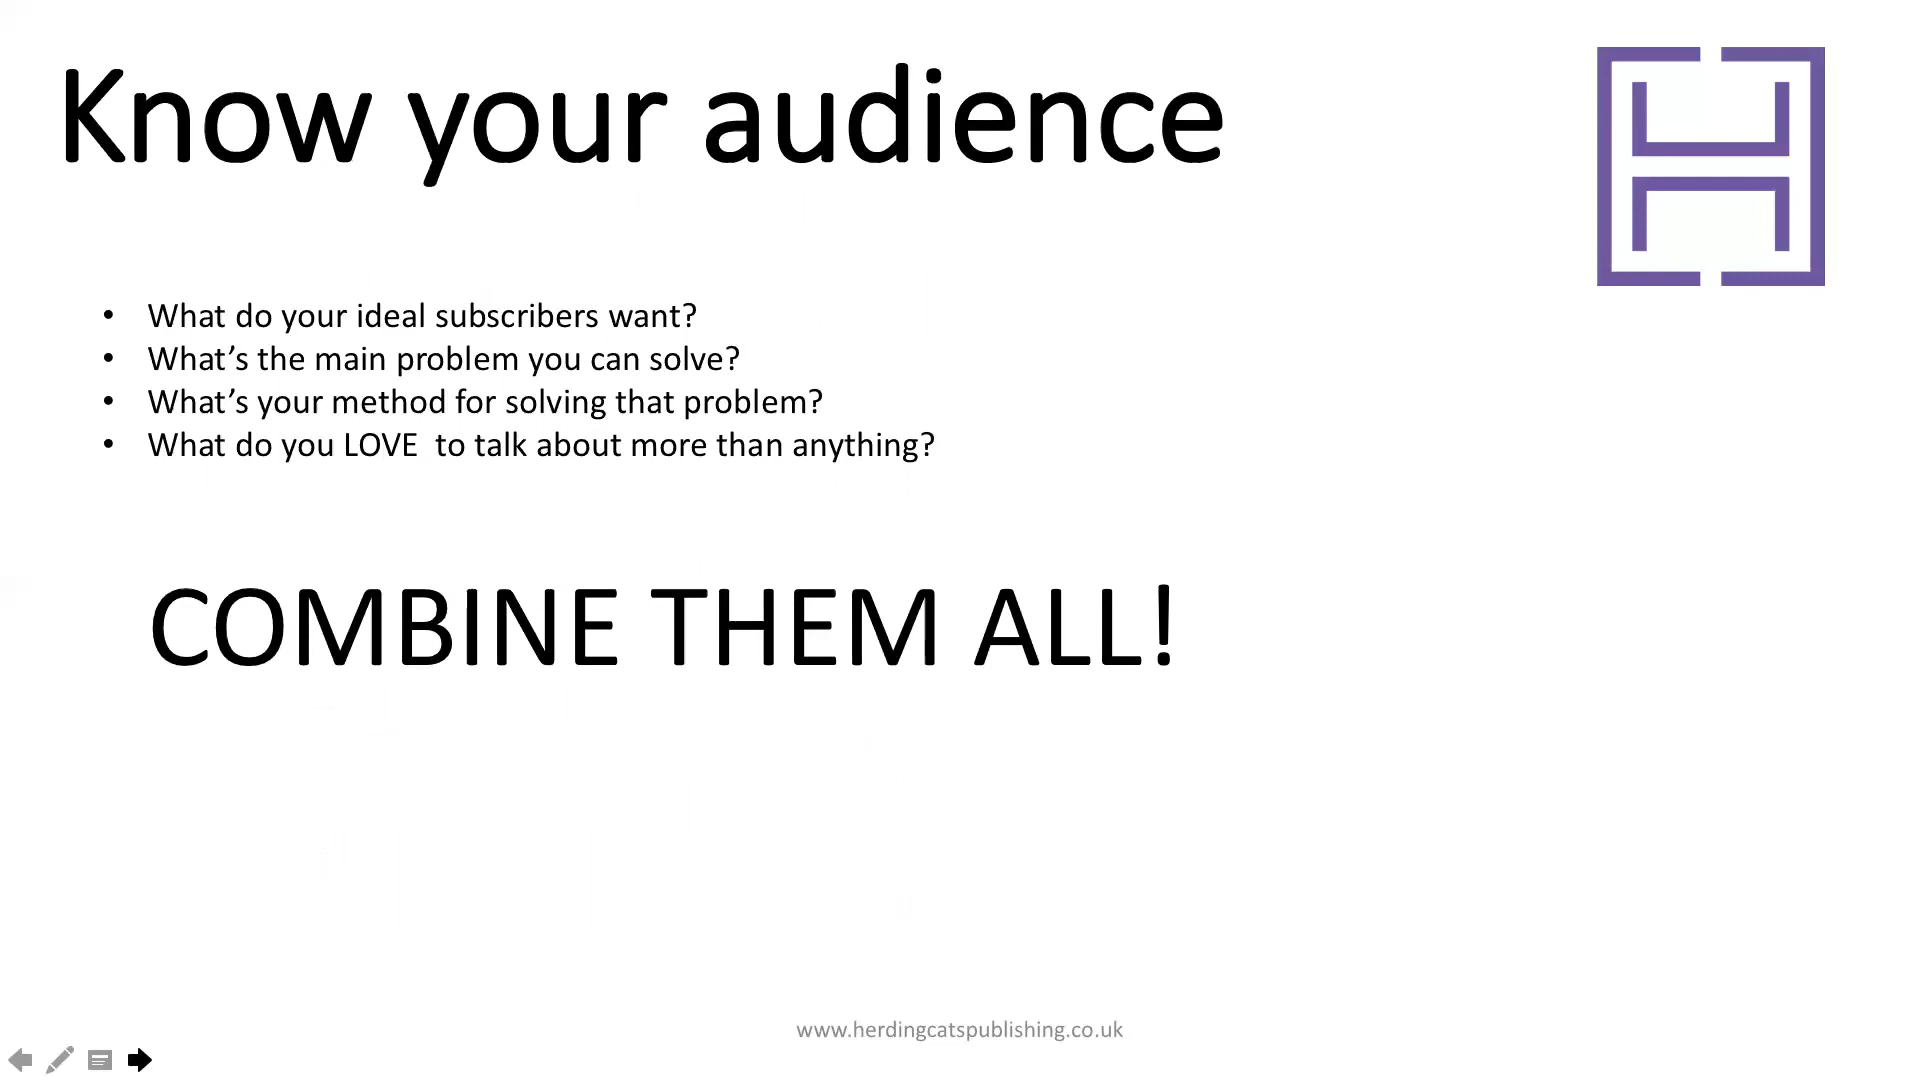 Know your audience
• What do your ideal subscribers want?
• What’s the main problem you can solve?
• What’s your method for solving that problem?
• What do you LOVE  to talk about more than anything?
COMBINE THEM ALL!
www.herdingcatspublishing.co.uk